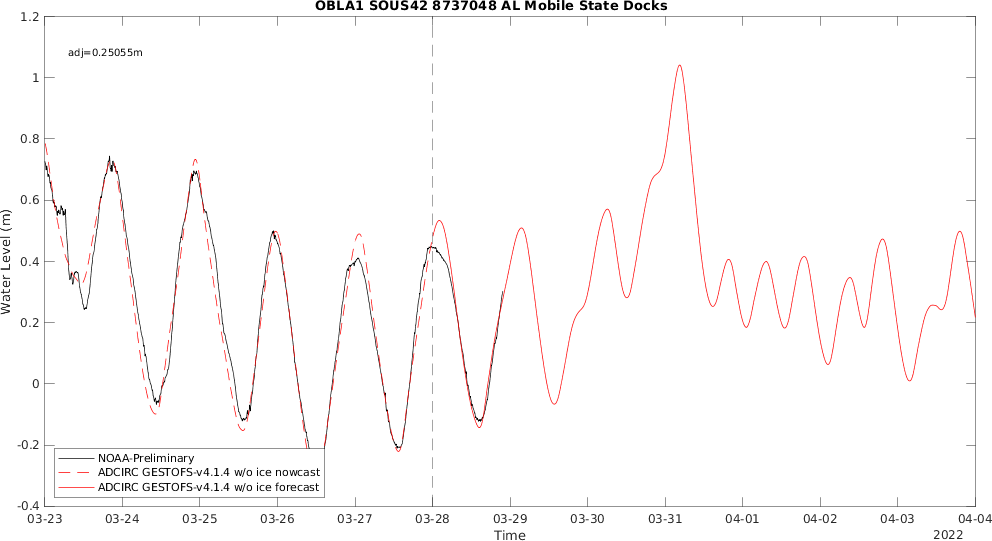 OBLA1 SOUS42 8737048 AL Mobile State Docks
adj=0.25055m
Water Level (m)
1.2
1
0.8
0.6
0.4
0.2
0
-0.2
-0.4
NOAA-Preliminary
ADCIRC GESTOFS-v4.1.4 w/o ice nowcast
ADCIRC GESTOFS-v4.1.4 w/o ice forecast
03-23 03-24 03-25 03-26 03-27 03-28 03-29 03-30 03-31 04-01 04-02 04-03 04-04
Time
2022